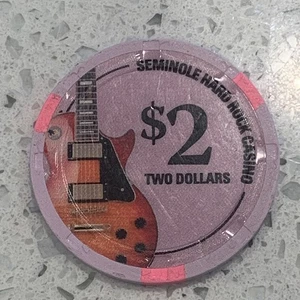 SEMINOLE HARD ROCK CASINO
$2
TWO DOLLARS